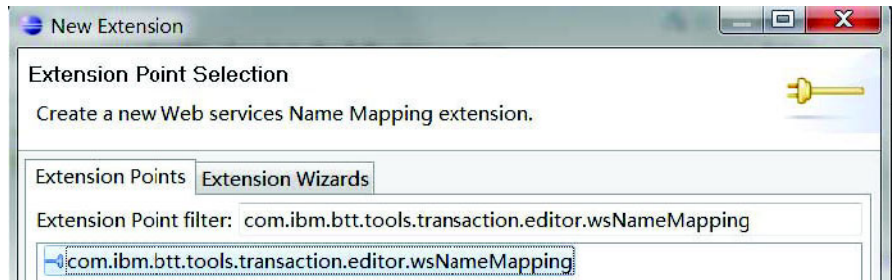 New Extension
Extension Point Selection
Create a new Web services Name Mapping extension.
Extension Points Extension Wizards
Extension Point filter: com.ibm.btt.tools.transaction.editor.wsNameMapping
com.ibm.btt.tools.transaction.editor.wsNameMapping